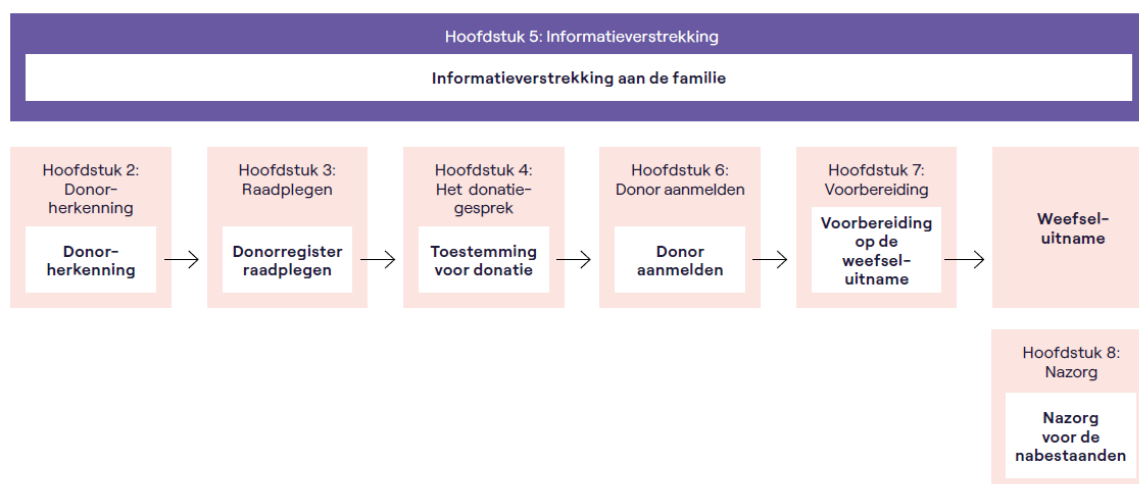 Hoofdstuk 5: Informatieverstrekking
Informatieverstrekking aan de familie
Hoofdstuk 2:
Donor-
herkenning
Donor-
herkenning
Hoofdstuk 3:
Raadplegen
Donorregister
raadplegen
Hoofdstuk 4:
Het donatie-
gesprek
Toestemming
voor donatie
Hoofdstuk 6:
Donor aanmelden
Donor
aanmelden
Hoofdstuk 7:
Voorbereiding
Voorbereiding
op de
weefsel-
uitname
Weefsel-
uitname
Hoofdstuk 8:
Nazorg
Nazorg
voor de
nabestaanden